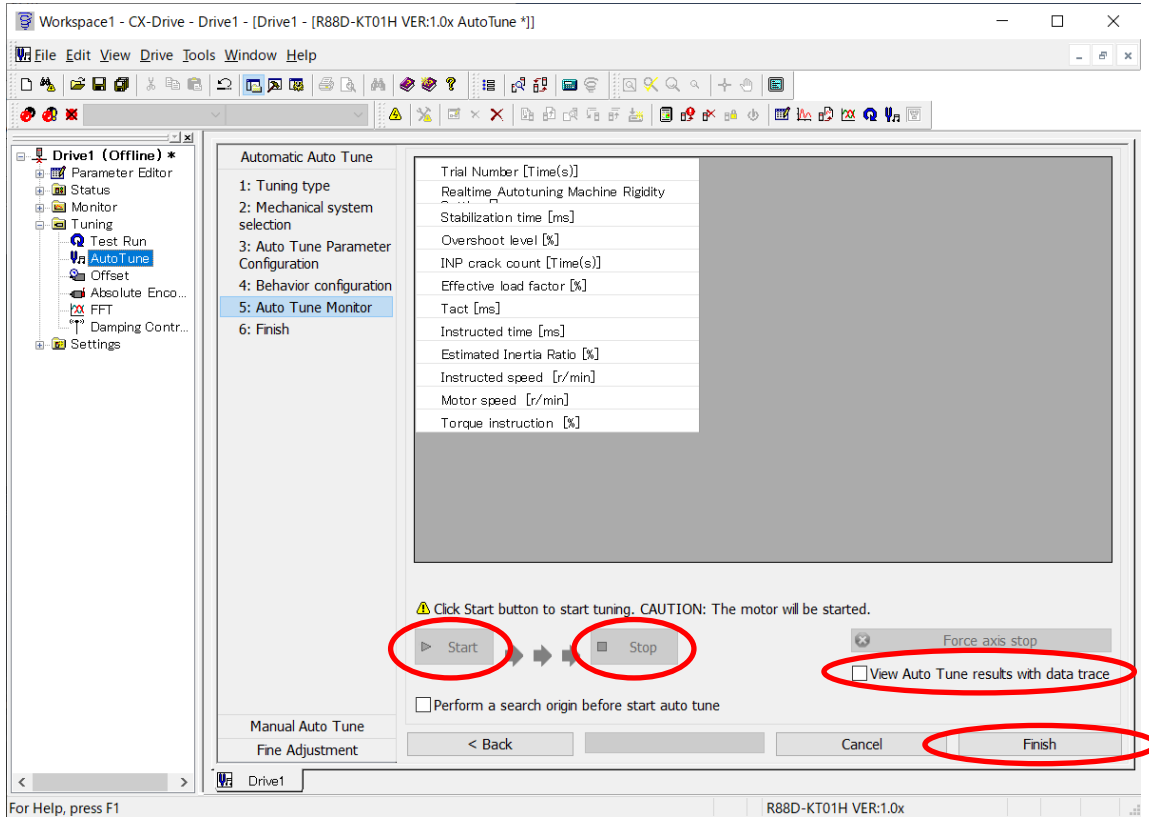 Workspace1 - CX-Drive - Drive1 - [Drive1 - [R88D-KT01H VER:1.0x AutoTune *]]
File Edit View Drive Tools Window Help
Drive1 (Offline) *
Parameter Editor
Status
Monitor
Tuning
Test Run
AutoTune
Offset
Absolute Enco...
FFT
Damping Contr...
Settings
Automatic Auto Tune
1: Tuning type
2: Mechanical system
selection
3: Auto Tune Parameter
Configuration
4: Behavior configuration
5: Auto Tune Monitor
6: Finish
Manual Auto Tune
Fine Adjustment
Trial Number [Time(s)]
Realtime Autotuning Machine Rigidity
Stabilization time [ms]
Overshoot level [%]
INP crack count [Time(s)]
Effective load factor [%]
Tact [ms]
Instructed time [ms]
Estimated Inertia Ratio [%]
Instructed speed [r/min]
Motor speed [r/min]
Torque instruction [%]
Click Start button to start tuning. CAUTION: The motor will be started.
Start
Stop
Force axis stop
View Auto Tune results with data trace
Perform a search origin before start auto tune
< Back
Cancel
Finish
Drive1
For Help, press F1
R88D-KT01H VER:1.0x